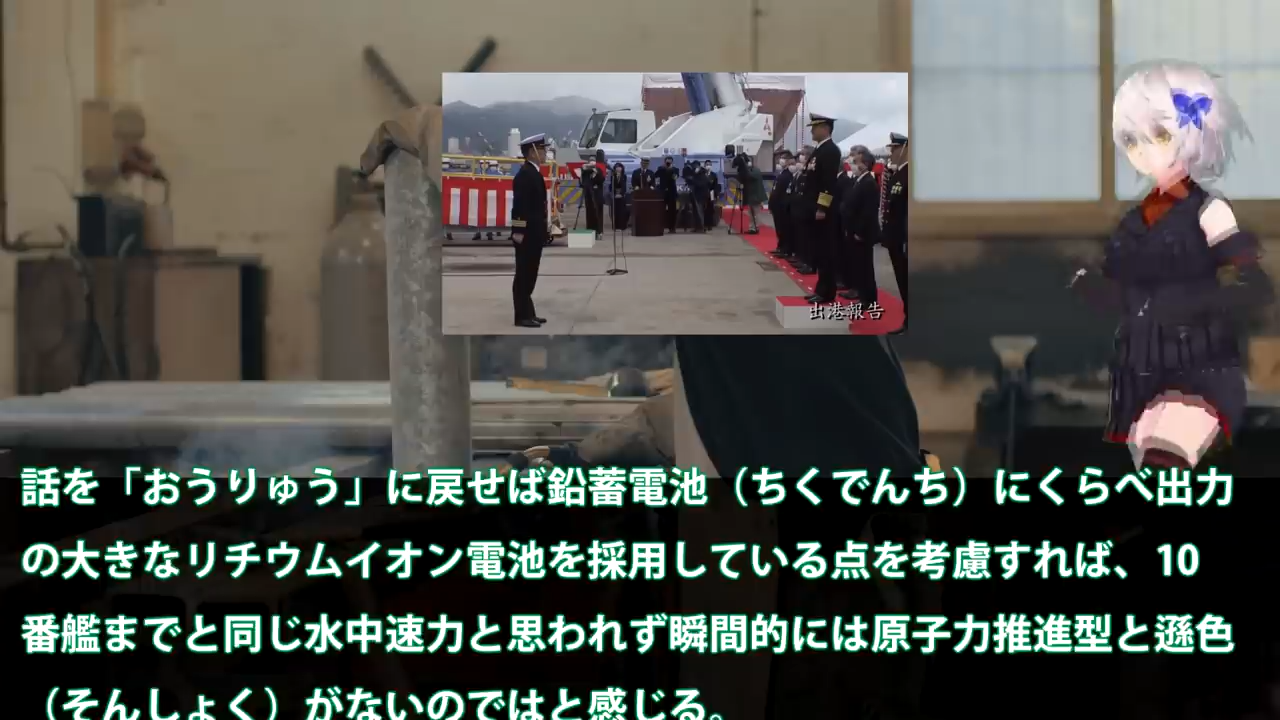 出港報告
話を「おうりゅう」に戻せば鉛蓄電池（ちくでんち）にくらべ出力
の大きなリチウムイオン電池を採用している点を考慮すれば、10
番艦までと同じ水中速力と思われず瞬間的には原子力推進型と遜色
（そんしょく）がないのではと感じる。